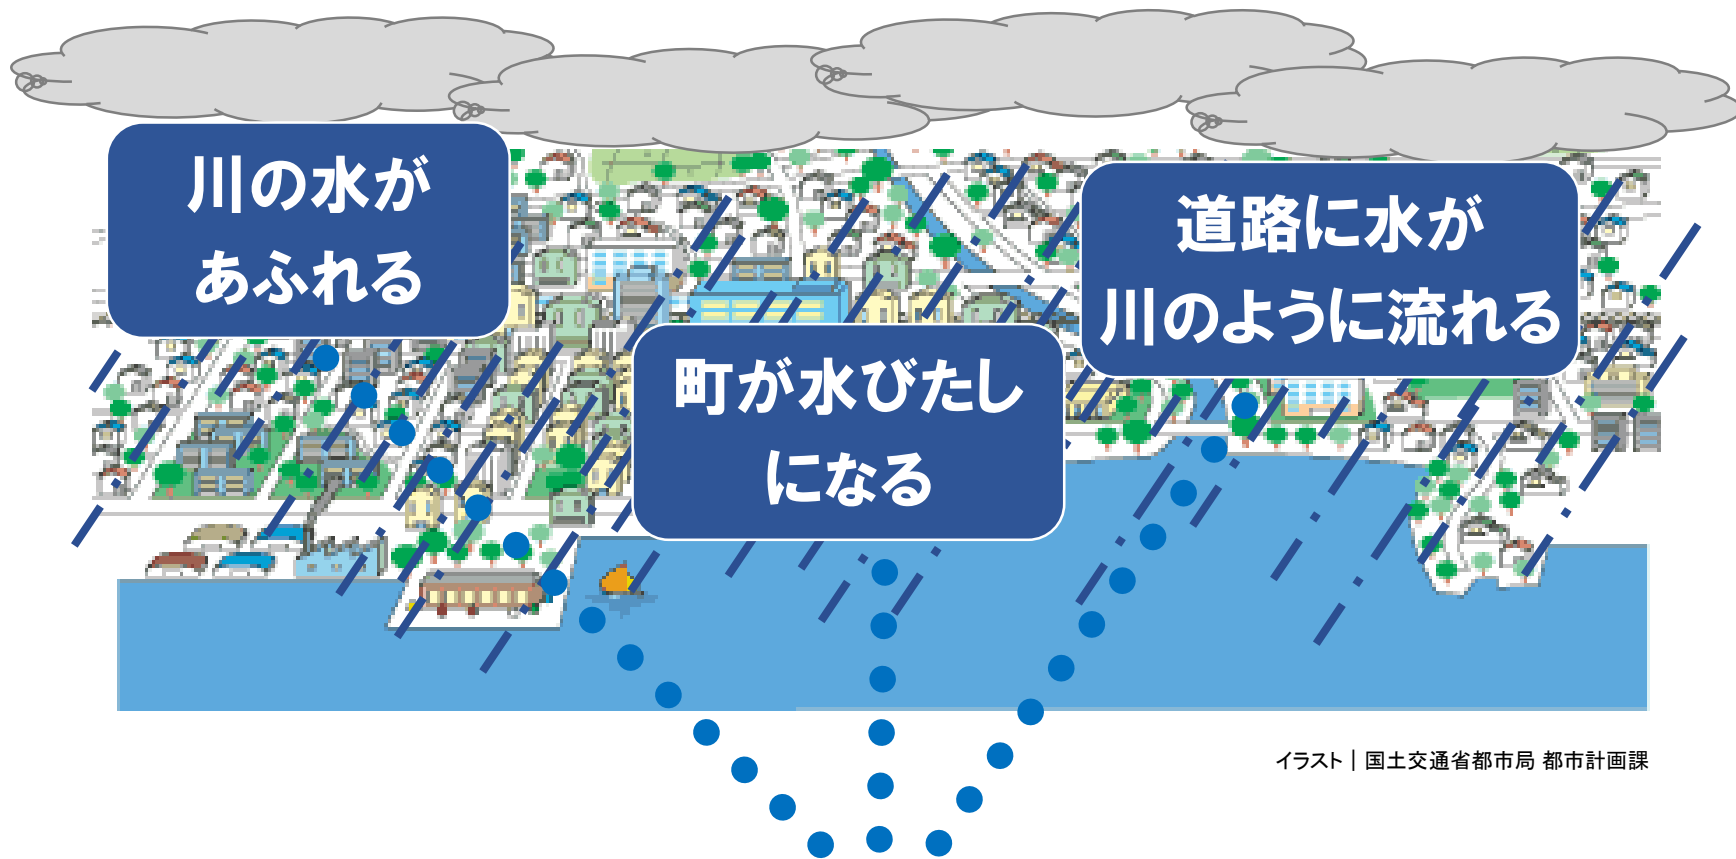 川の水が
あふれる
町が水びたし
になる
道路に水が
川のように流れる
イラスト｜国土交通省都市局 都市計画課